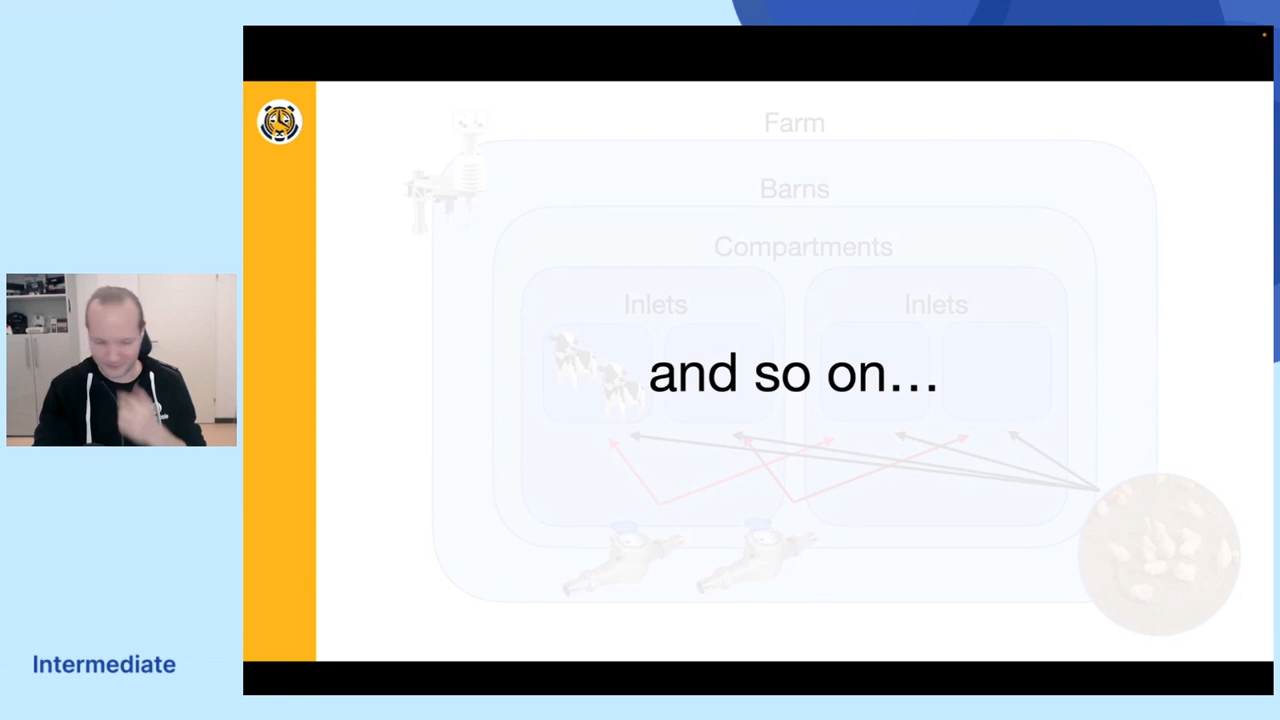 Farm
Barns
Compartments
Inlets
Inlets
and so on…
Intermediate